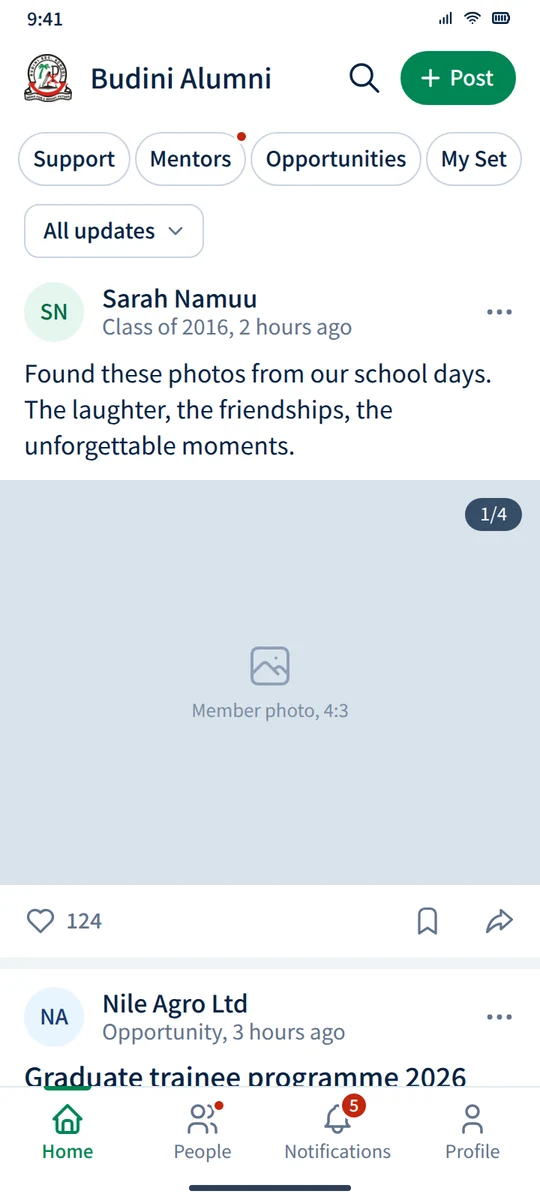 9:41
Budini Alumni
+ Post
Support
Mentors
Opportunities
My Set
All updates
SN
Sarah Namuu
Class of 2016, 2 hours ago
Found these photos from our school days.
The laughter, the friendships, the
unforgettable moments.
1/4
Member photo, 4:3
124
NA
Nile Agro Ltd
Opportunity, 3 hours ago
Graduate trainee programme 2026
5
Home
People
Notifications
Profile